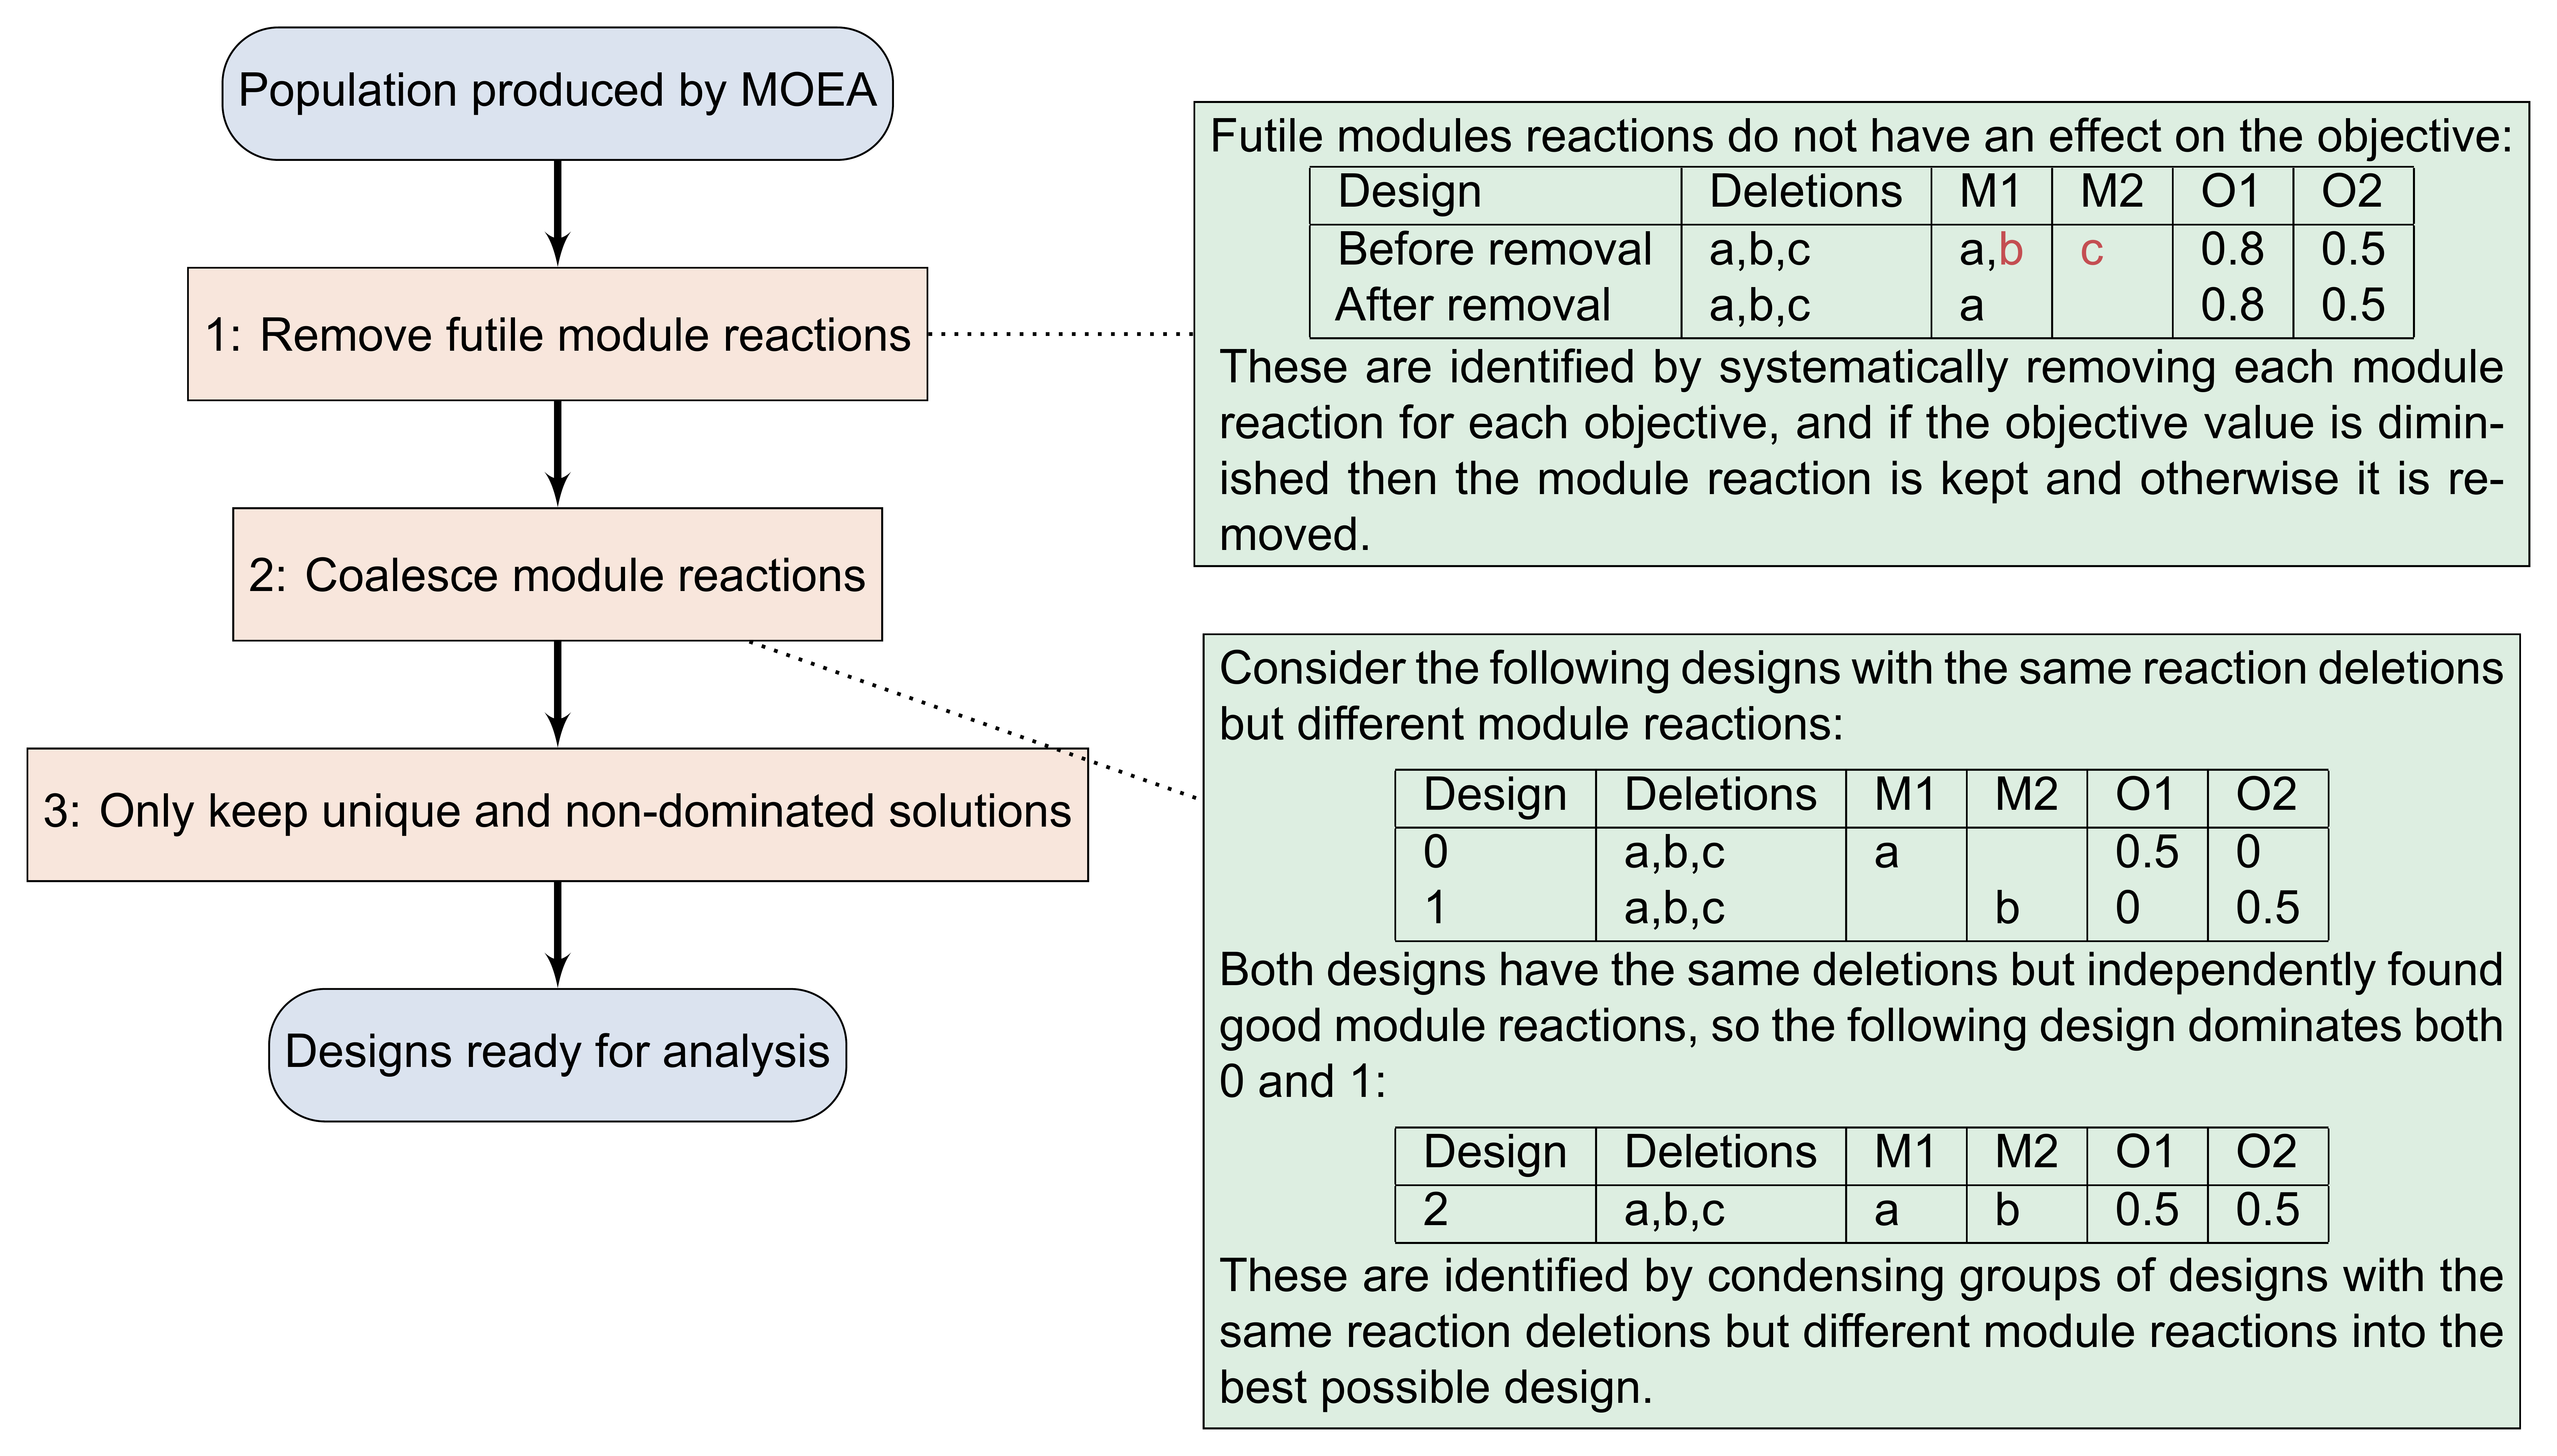 Population produced by MOEA
1: Remove futile module reactions
2: Coalesce module reactions
3: Only keep unique and non-dominated solutions
Designs ready for analysis
Futile modules reactions do not have an effect on the objective:
Design Deletions M1 M2 O1 O2
Before removal a,b,c a,b c 0.8 0.5
After removal a,b,c a 0.8 0.5
These are identified by systematically removing each module
reaction for each objective, and if the objective value is dimin-
ished then the module reaction is kept and otherwise it is re-
moved.
Consider the following designs with the same reaction deletions
but different module reactions:
Design Deletions M1 M2 O1 O2
0 a,b,c a 0.5 0
1 a,b,c b 0 0.5
Both designs have the same deletions but independently found
good module reactions, so the following design dominates both
0 and 1:
Design Deletions M1 M2 O1 O2
2 a,b,c a b 0.5 0.5
These are identified by condensing groups of designs with the
same reaction deletions but different module reactions into the
best possible design.